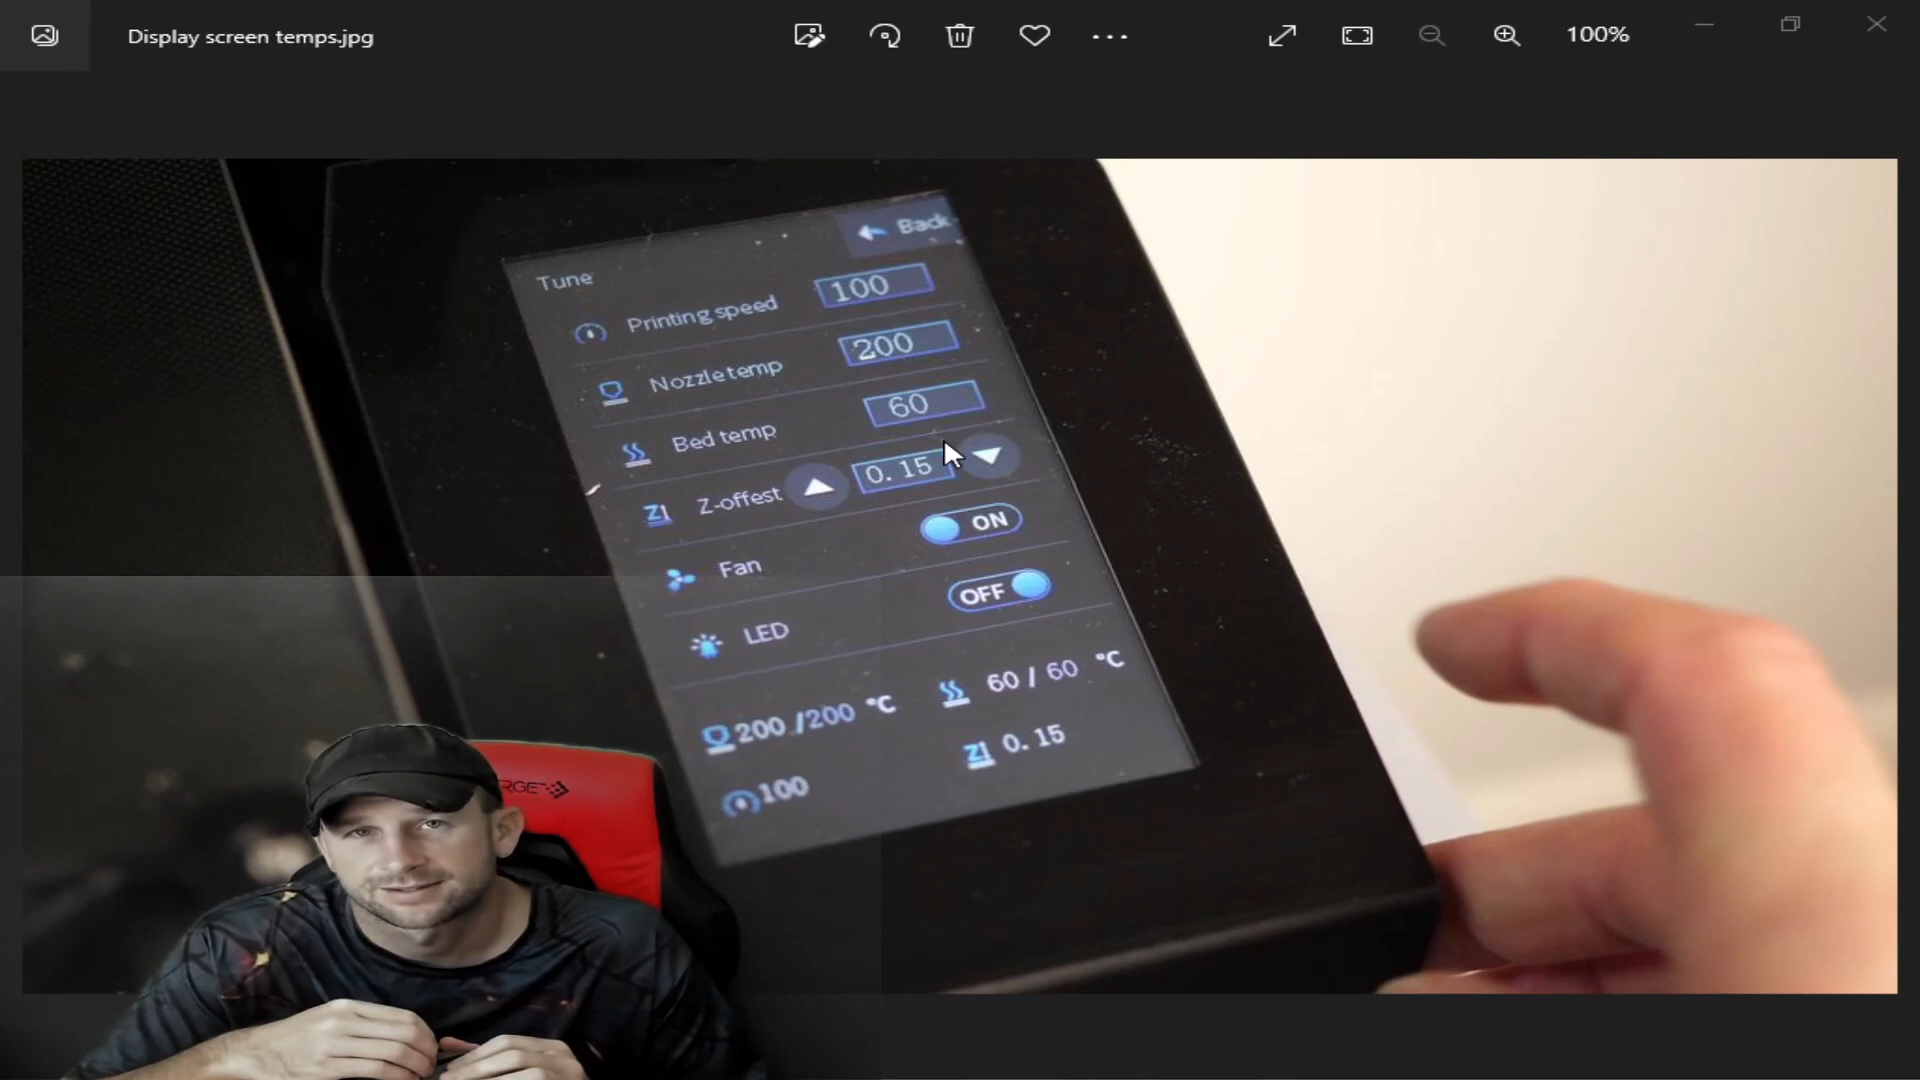 Display screen temps.jpg
100%
Back
Tune
Printing speed 100
Nozzle temp 200
Bed temp 60
Z-offest 0.15
Fan ON
LED OFF
200 /200 °C 60 / 60 °C
100 0.15
RGE